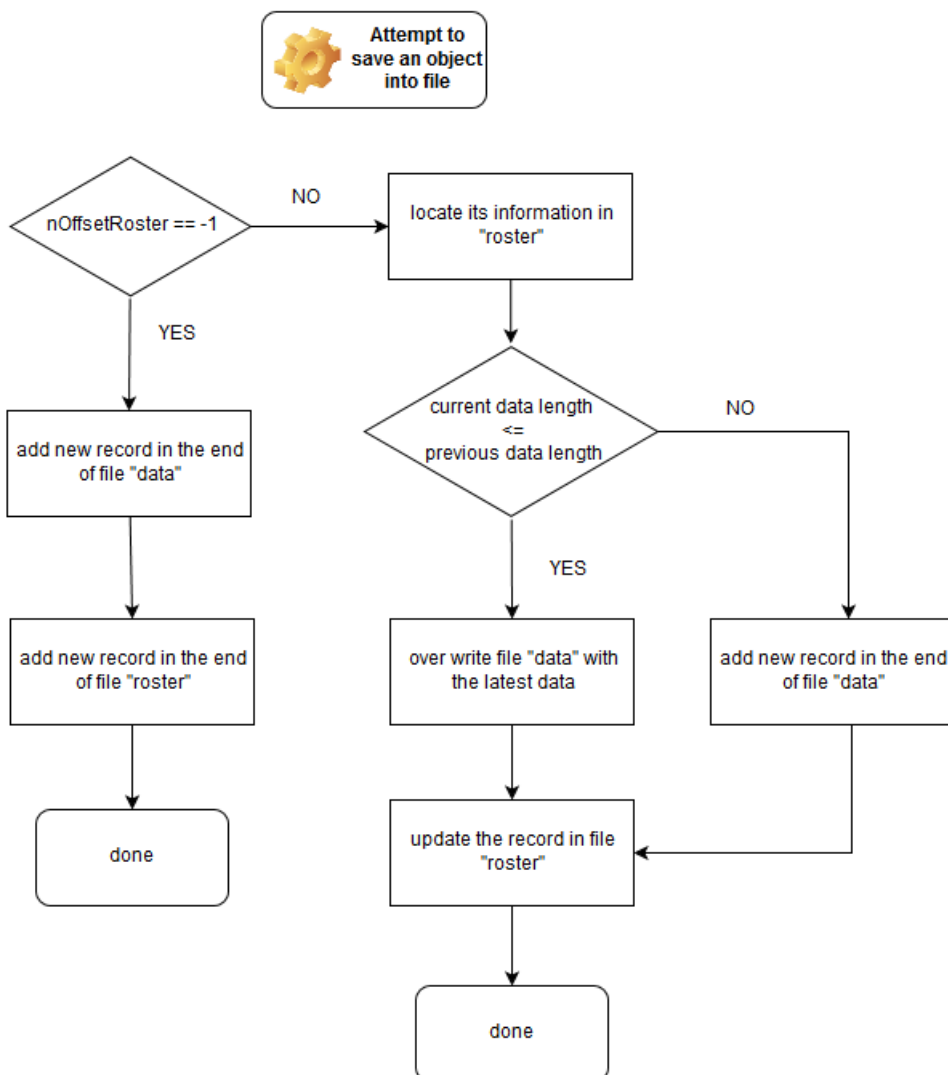 Attempt to
save an object
into file
nOffsetRoster == -1
NO
locate its information in
"roster"
YES
current data length
<=
previous data length
NO
add new record in the end
of file "data"
YES
add new record in the end
of file "roster"
over write file "data" with
the latest data
add new record in the end
of file "data"
done
update the record in file
"roster"
done